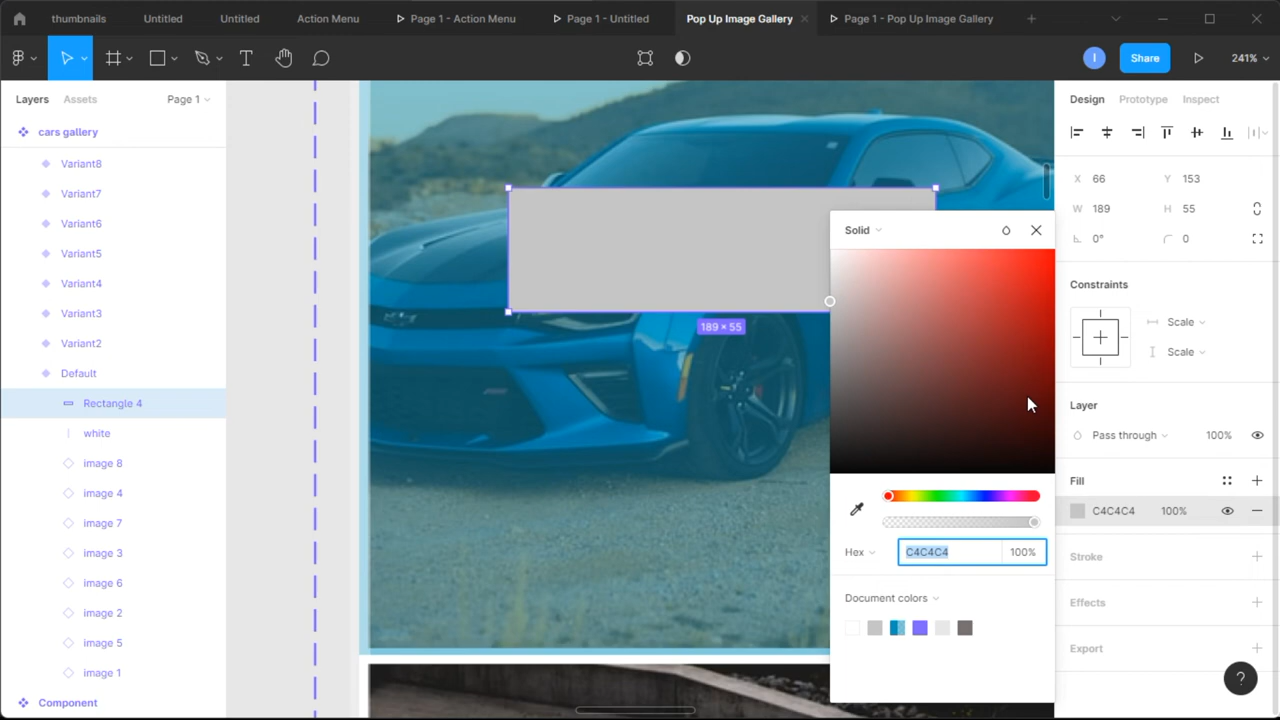 thumbnails Untitled Untitled Action Menu Page 1 - Action Menu Page 1 - Untitled Pop Up Image Gallery Page 1 - Pop Up Image Gallery
T I Share 241%
Layers Assets Page 1
cars gallery
Variant8
Variant7
Variant6
Variant5
Variant4
Variant3
Variant2
Default
Rectangle 4
white
image 8
image 4
image 7
image 3
image 6
image 2
image 5
image 1
Component
189 × 55
Solid
Hex C4C4C4 100%
Document colors
Design Prototype Inspect
X 66 Y 153
W 189 H 55
0° 0
Constraints
Scale
Scale
Layer
Pass through 100%
Fill
C4C4C4 100%
Stroke
Effects
Export
?